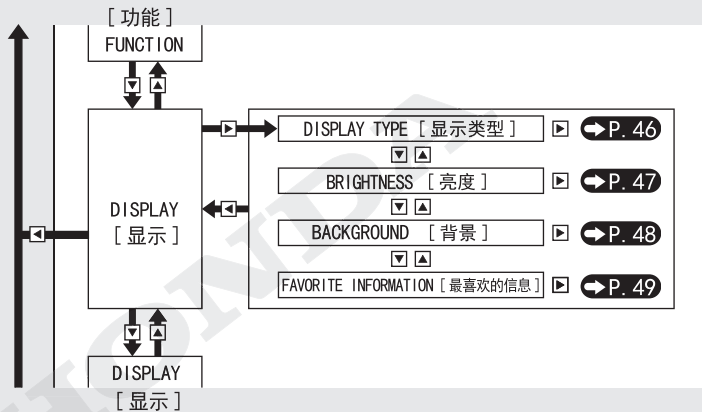 [功能]
FUNCTION
DISPLAY TYPE [显示类型] P. 46
BRIGHTNESS [亮度] P. 47
DISPLAY
[显示]
BACKGROUND [背景] P. 48
FAVORITE INFORMATION [最喜欢的信息] P. 49
DISPLAY
[显示]
HONDA